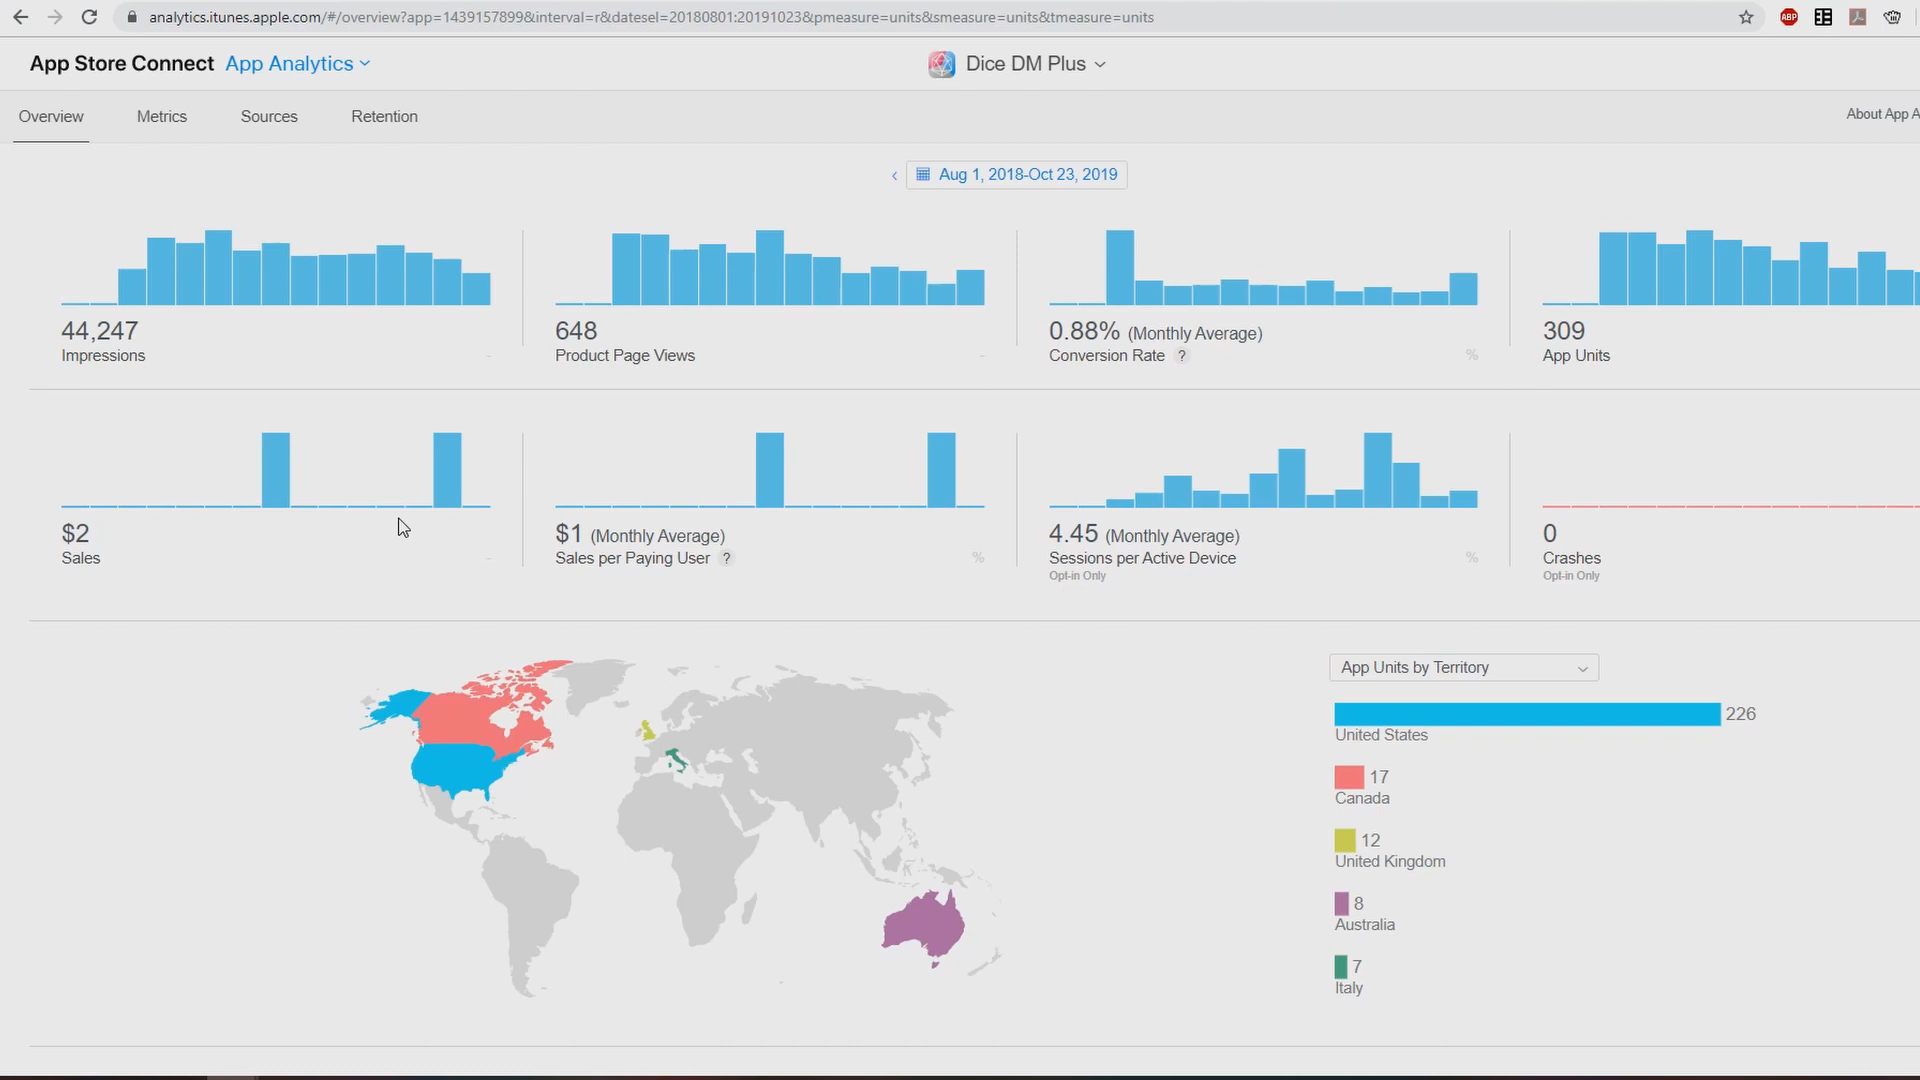 analytics.itunes.apple.com/#/overview?app=1439157899&interval=r&datesel=20180801:20191023&pmeasure=units&smeasure=units&tmeasure=units
ABP
App Store Connect App Analytics
Dice DM Plus
Overview
Metrics
Sources
Retention
About App A
Aug 1, 2018-Oct 23, 2019
44,247
Impressions
-
648
Product Page Views
-
0.88% (Monthly Average)
Conversion Rate ?
%
309
App Units
$2
Sales
-
$1 (Monthly Average)
Sales per Paying User ?
%
4.45 (Monthly Average)
Sessions per Active Device
%
Opt-in Only
0
Crashes
Opt-in Only
App Units by Territory
226
United States
17
Canada
12
United Kingdom
8
Australia
7
Italy